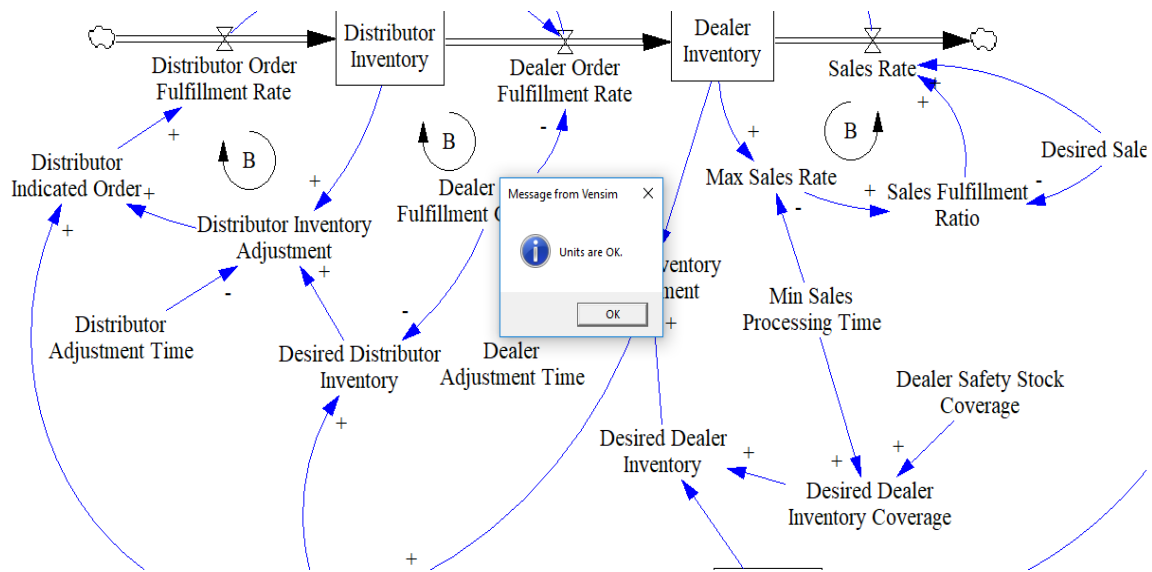 Distributor
Inventory
Dealer
Inventory
Distributor Order
Fulfillment Rate
Dealer Order
Fulfillment Rate
Sales Rate
+
+
+
-
+
B
B
B
Distributor
Indicated Order
+
+
+
Dealer
Fulfillment
Max Sales Rate
+
-
Sales Fulfillment
Ratio
-
Desired Sale
Distributor Inventory
Adjustment
+
-
Message from Vensim
Units are OK.
OK
ventory
ment
+
Distributor
Adjustment Time
-
Desired Distributor
Inventory
+
Dealer
Adjustment Time
Min Sales
Processing Time
Dealer Safety Stock
Coverage
Desired Dealer
Inventory
+
+
+
Desired Dealer
Inventory Coverage
+